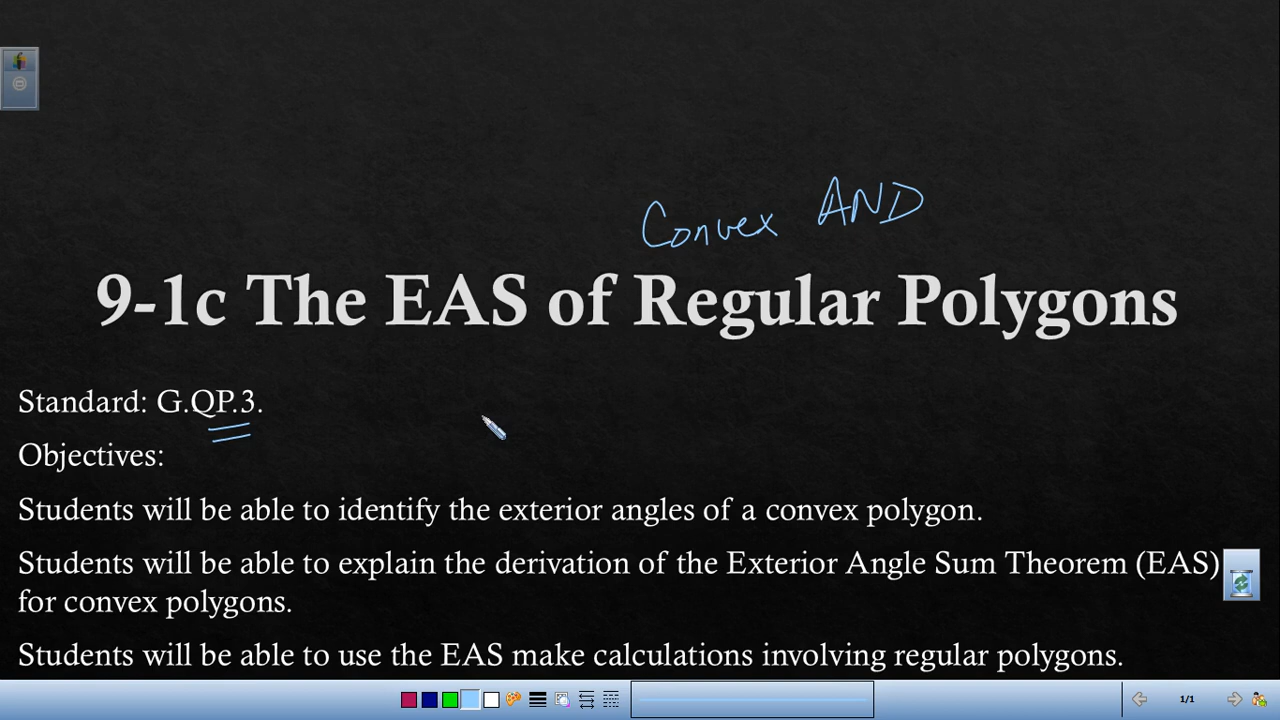 Convex AND
9-1c The EAS of Regular Polygons
Standard: G.QP.3.
Objectives:
Students will be able to identify the exterior angles of a convex polygon.
Students will be able to explain the derivation of the Exterior Angle Sum Theorem (EAS)
for convex polygons.
Students will be able to use the EAS make calculations involving regular polygons.
1/1